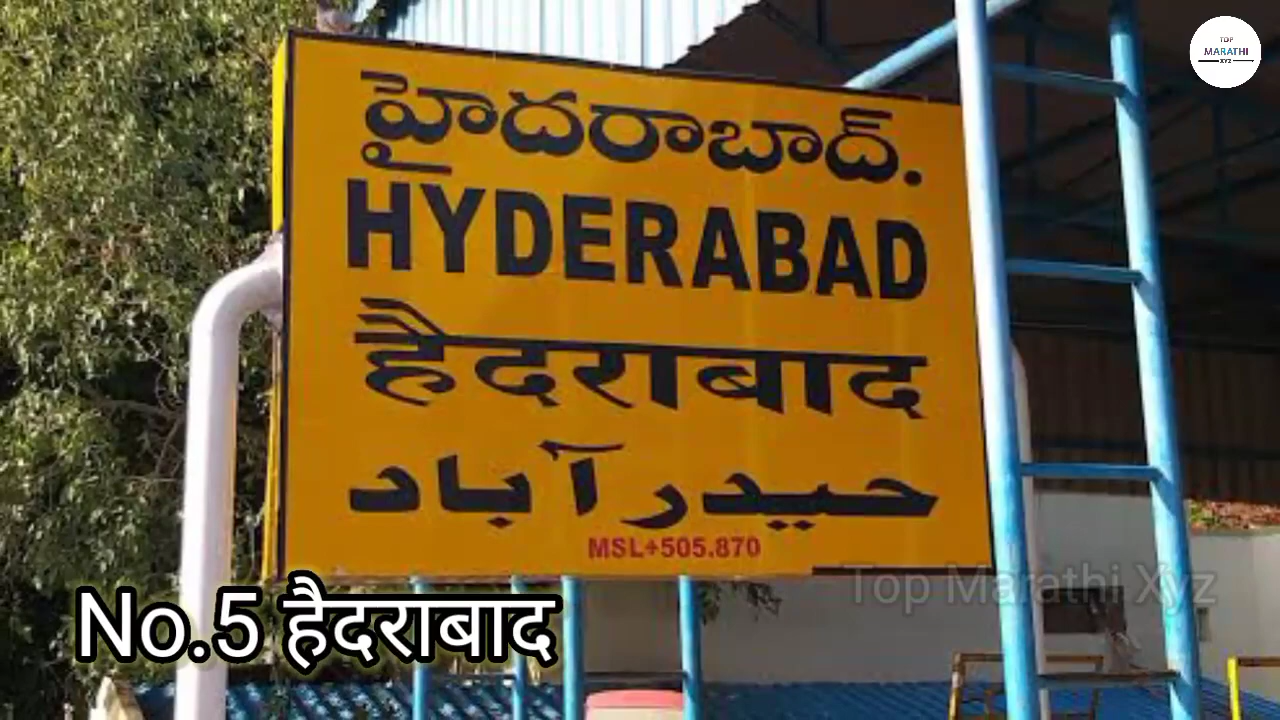 TOP
MARATHI
XYZ
హైదరాబాద్.
HYDERABAD
हैदराबाद
حیدرآباد
MSL+505.870
Top Marathi Xyz
No.5 हैदराबाद